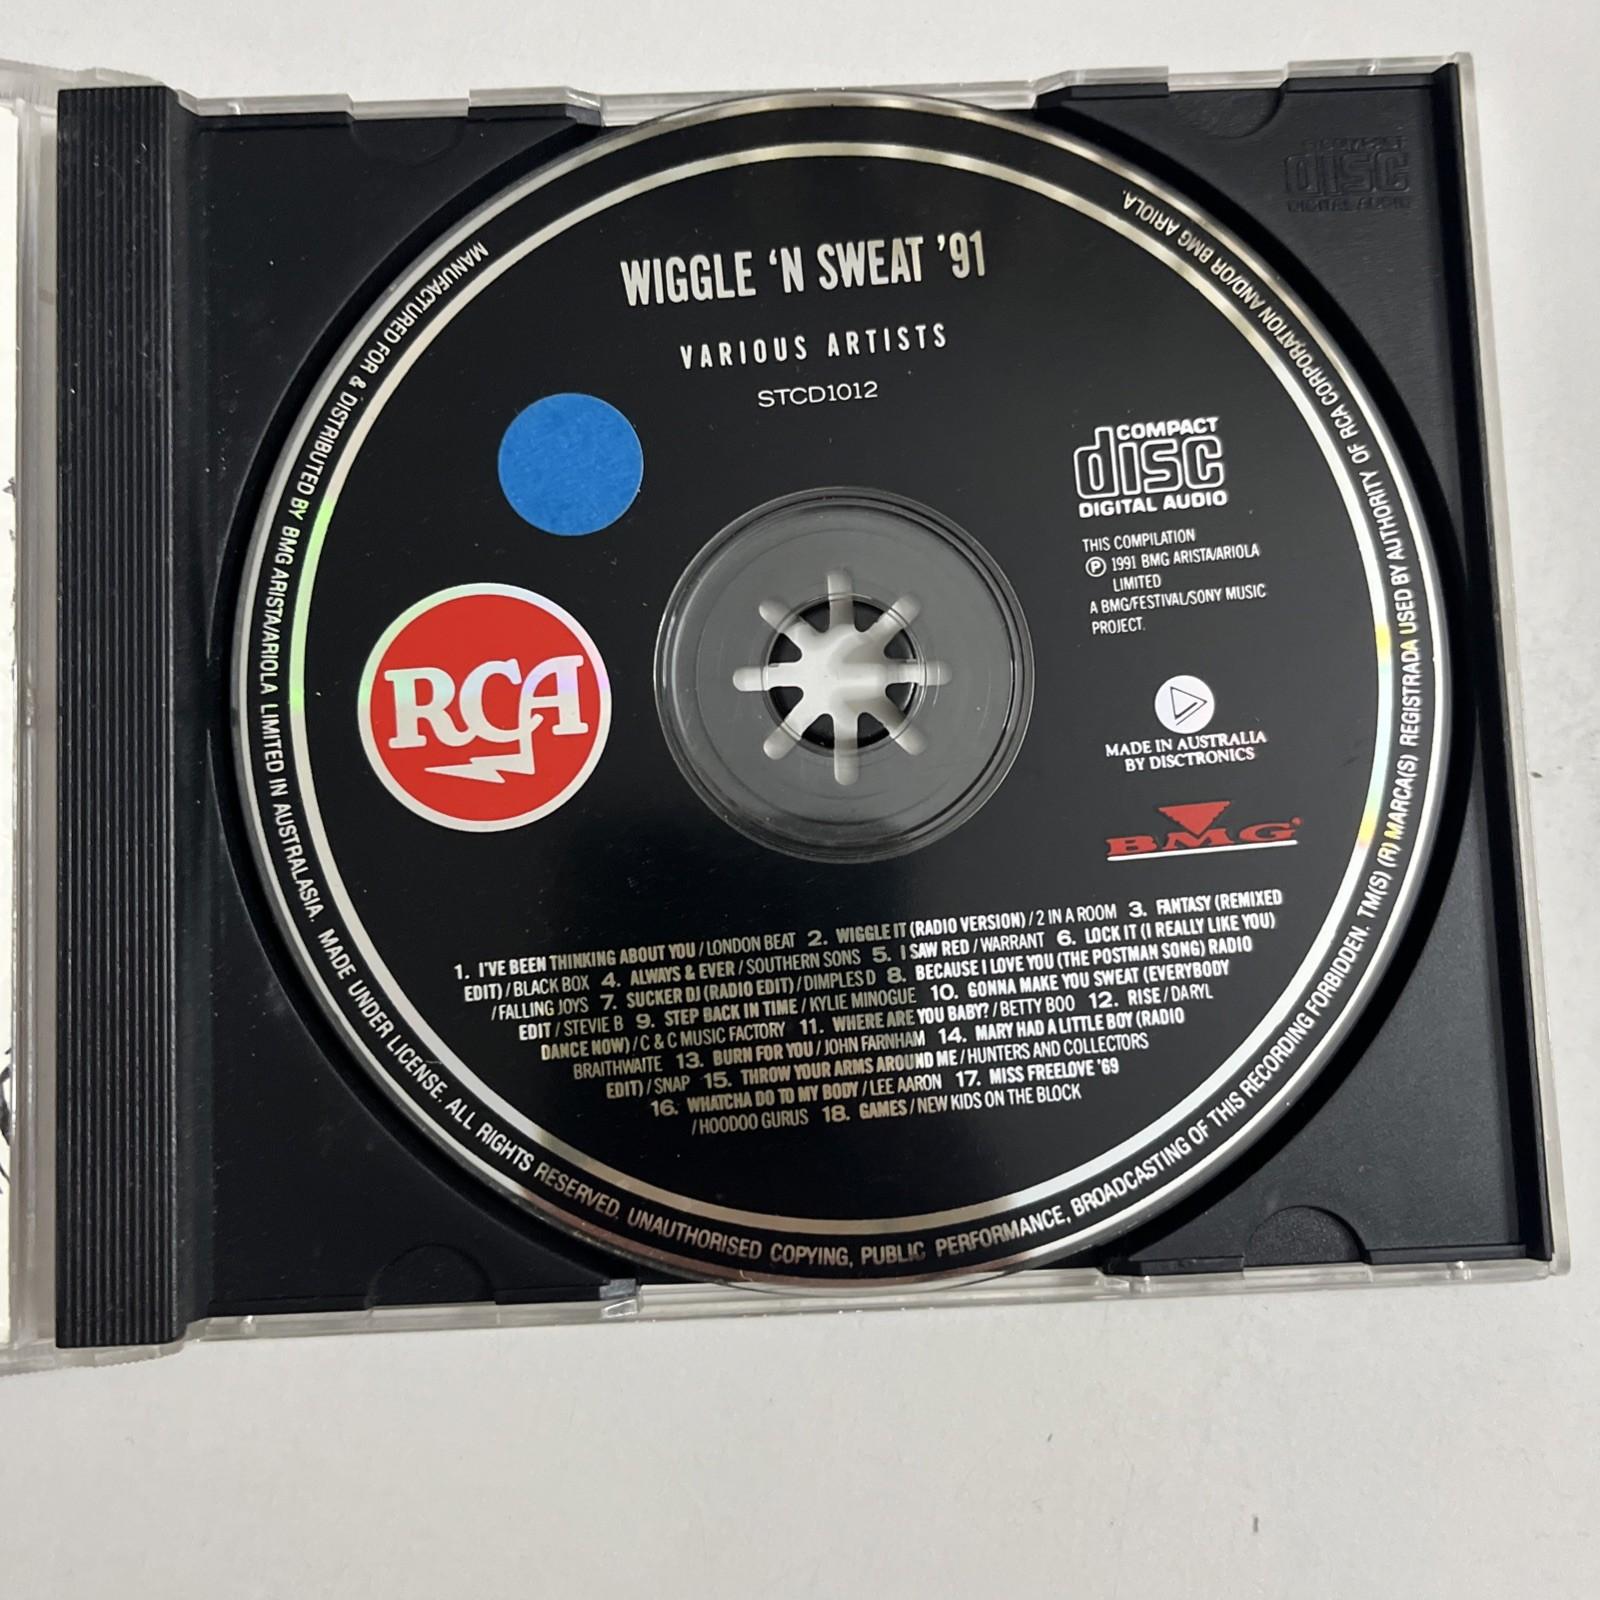 WIGGLE 'N SWEAT '91
VARIOUS ARTISTS
STCD1012
COMPACT
disc
DIGITAL AUDIO
THIS COMPILATION
℗ 1991 BMG ARISTA/ARIOLA
LIMITED
A BMG/FESTIVAL/SONY MUSIC
PROJECT.
RCA
MADE IN AUSTRALIA
BY DISCTRONICS
BMG
1. I'VE BEEN THINKING ABOUT YOU / LONDON BEAT 2. WIGGLE IT (RADIO VERSION) / 2 IN A ROOM 3. FANTASY (REMIXED
EDIT) / BLACK BOX 4. ALWAYS & EVER / SOUTHERN SONS 5. I SAW RED / WARRANT 6. LOCK IT (I REALLY LIKE YOU)
/ FALLING JOYS 7. SUCKER DJ (RADIO EDIT) / DIMPLES D 8. BECAUSE I LOVE YOU (THE POSTMAN SONG) RADIO
EDIT / STEVIE B 9. STEP BACK IN TIME / KYLIE MINOGUE 10. GONNA MAKE YOU SWEAT (EVERYBODY
DANCE NOW) / C & C MUSIC FACTORY 11. WHERE ARE YOU BABY? / BETTY BOO 12. RISE / DARYL
BRAITHWAITE 13. BURN FOR YOU / JOHN FARNHAM 14. MARY HAD A LITTLE BOY (RADIO
EDIT) / SNAP 15. THROW YOUR ARMS AROUND ME / HUNTERS AND COLLECTORS
16. WHATCHA DO TO MY BODY / LEE AARON 17. MISS FREELOVE '69
/ HOODOO GURUS 18. GAMES / NEW KIDS ON THE BLOCK
MANUFACTURED FOR & DISTRIBUTED BY BMG ARISTA/ARIOLA LIMITED IN AUSTRALASIA. MADE UNDER LICENSE. ALL RIGHTS RESERVED. UNAUTHORISED COPYING, PUBLIC PERFORMANCE, BROADCASTING OF THIS RECORDING FORBIDDEN. TM(S) (R) MARCA(S) REGISTRADA USED BY AUTHORITY OF RCA CORPORATION AND/OR BMG ARIOLA.
COMPACT
disc
DIGITAL AUDIO